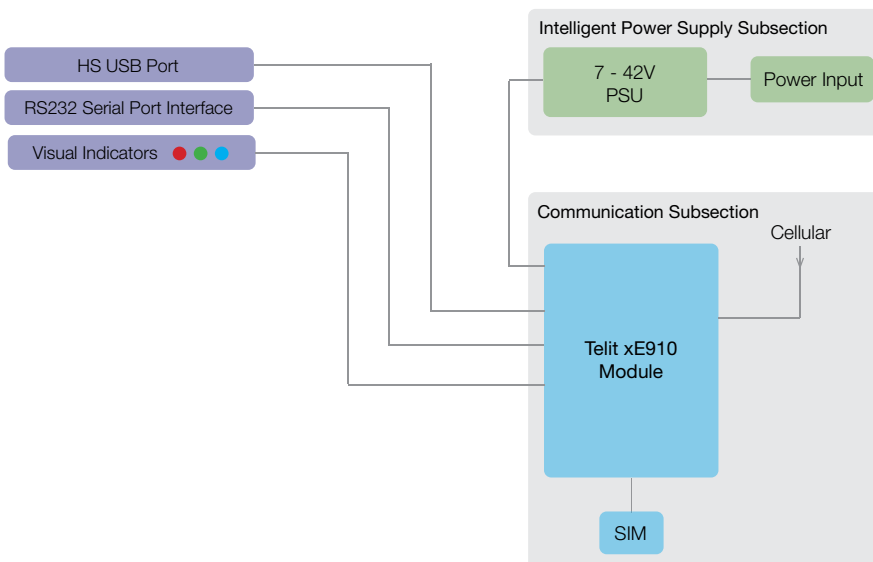 Intelligent Power Supply Subsection
HS USB Port
7 - 42V
PSU
Power Input
RS232 Serial Port Interface
Visual Indicators
Communication Subsection
Cellular
Telit xE910
Module
SIM